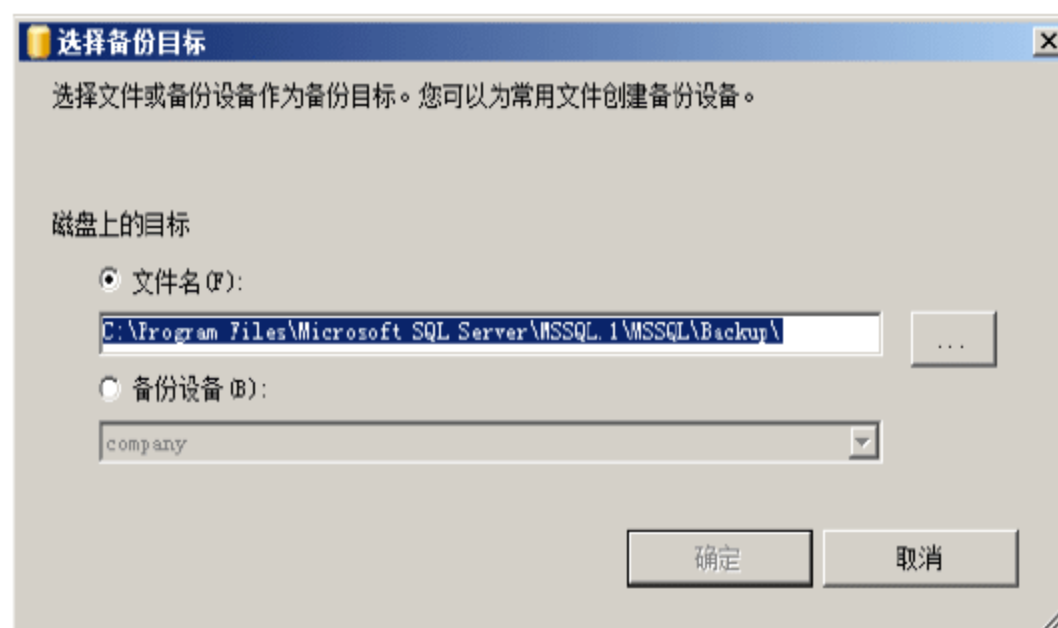 选择备份目标
选择文件或备份设备作为备份目标。您可以为常用文件创建备份设备。
磁盘上的目标
文件名(F):
C:\Program Files\Microsoft SQL Server\MSSQL.1\MSSQL\Backup\
...
备份设备(B):
company
确定
取消